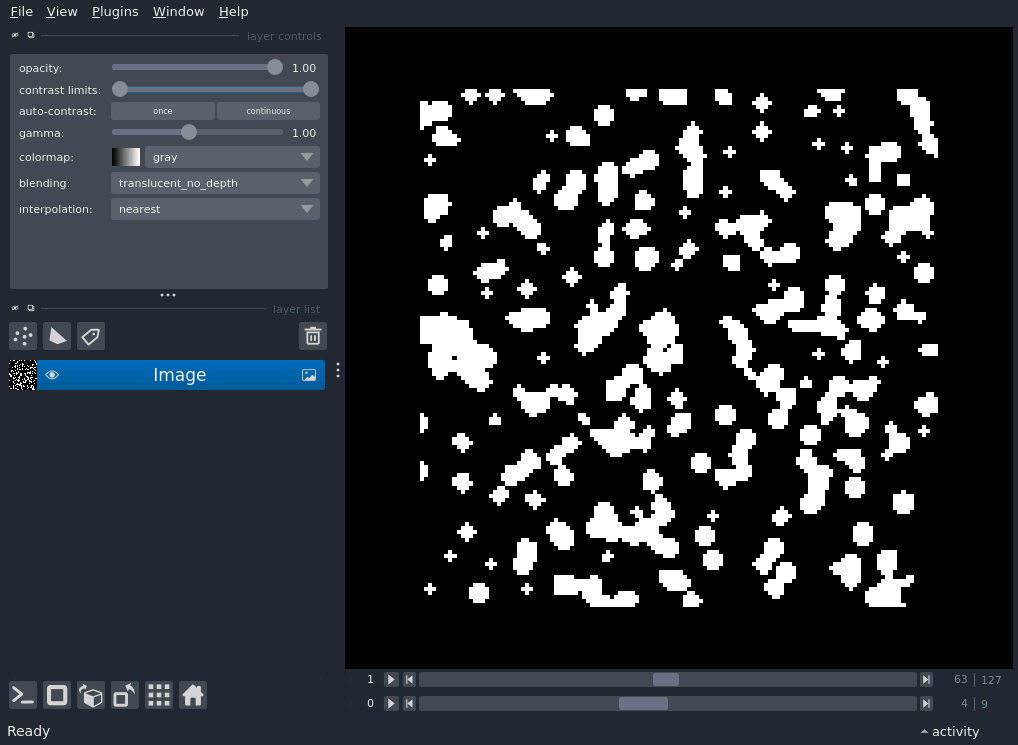 File View Plugins Window Help
layer controls
opacity: 1.00
contrast limits:
auto-contrast: once continuous
gamma: 1.00
colormap: gray
blending: translucent_no_depth
interpolation: nearest
layer list
Image
1 63 127
0 4 9
Ready activity